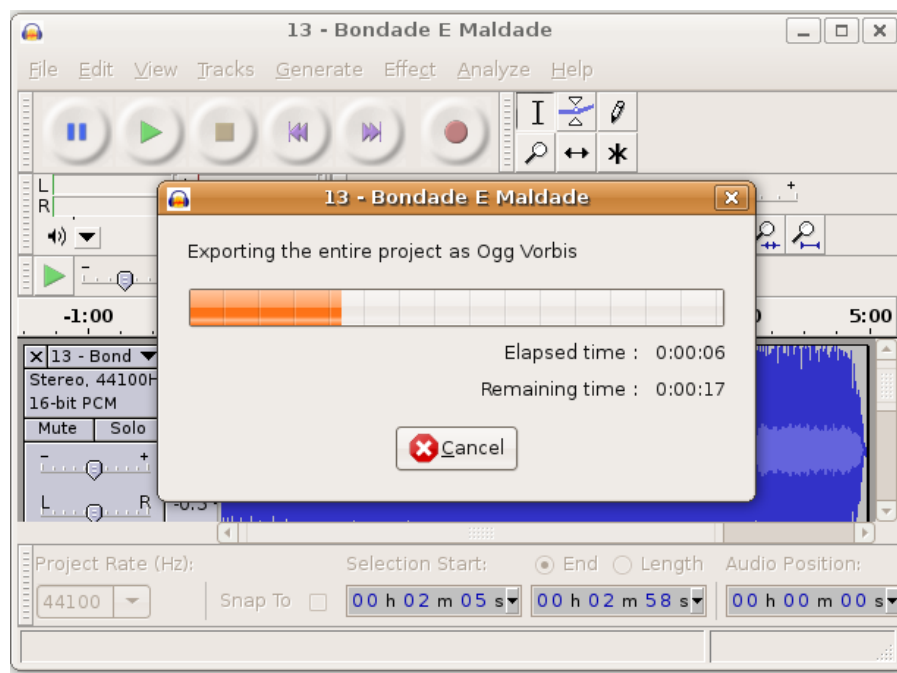 13 - Bondade E Maldade
File Edit View Tracks Generate Effect Analyze Help
L
R
13 - Bondade E Maldade
Exporting the entire project as Ogg Vorbis
Elapsed time : 0:00:06
Remaining time : 0:00:17
Cancel
-1:00 5:00
13 - Bond
Stereo, 44100H
16-bit PCM
Mute Solo
- +
L R
-0.5
Project Rate (Hz): Selection Start: End Length Audio Position:
44100 Snap To 00 h 02 m 05 s 00 h 02 m 58 s 00 h 00 m 00 s